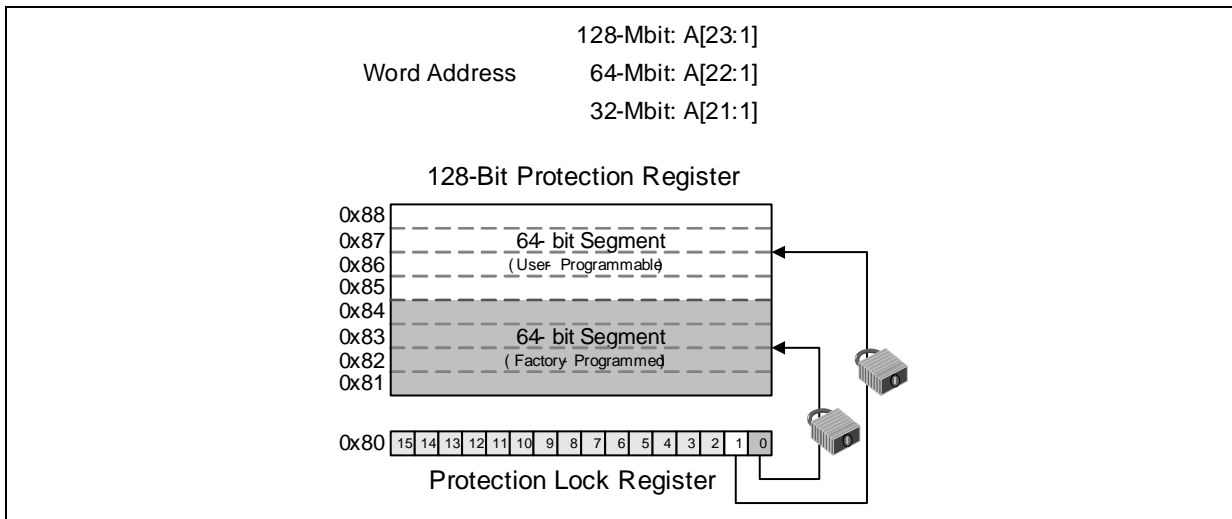 128-Mbit: A[23:1]
Word Address 64-Mbit: A[22:1]
32-Mbit: A[21:1]
128-Bit Protection Register
0x88
0x87 64- bit Segment
0x86 (User- Programmable)
0x85
0x84
0x83 64- bit Segment
0x82 (Factory- Programmed)
0x81
0x80 15 14 13 12 11 10 9 8 7 6 5 4 3 2 1 0
Protection Lock Register